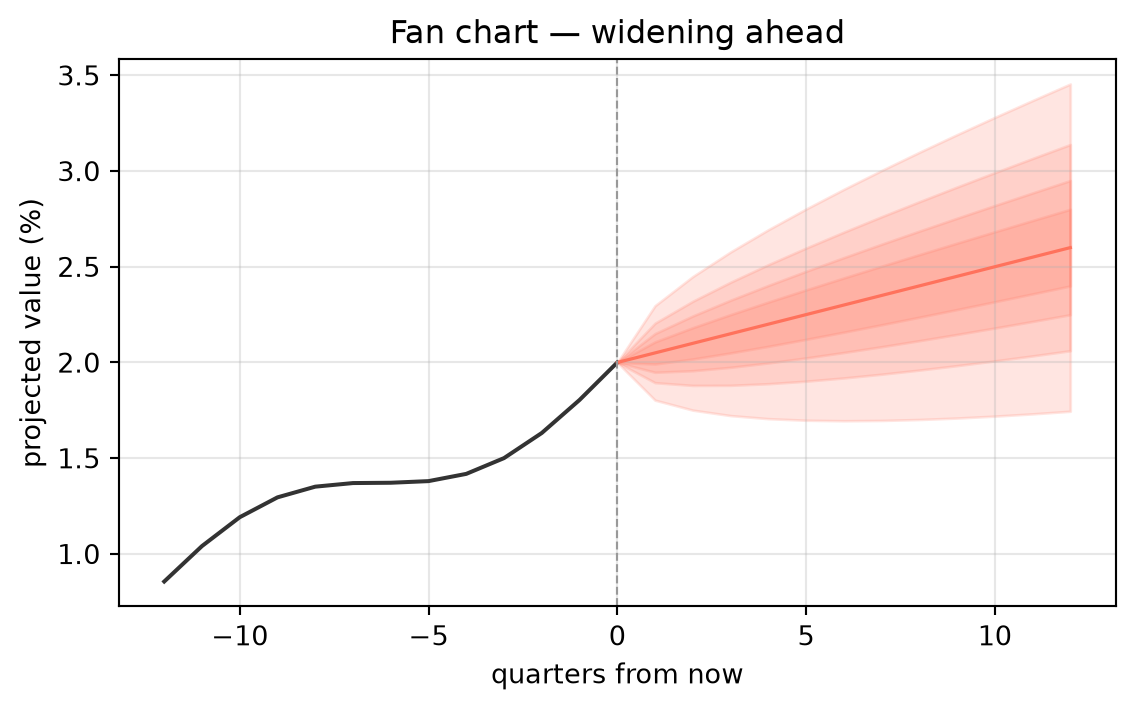 Fan chart — widening ahead
projected value (%)
3.5
3.0
2.5
2.0
1.5
1.0
−10 −5 0 5 10
quarters from now